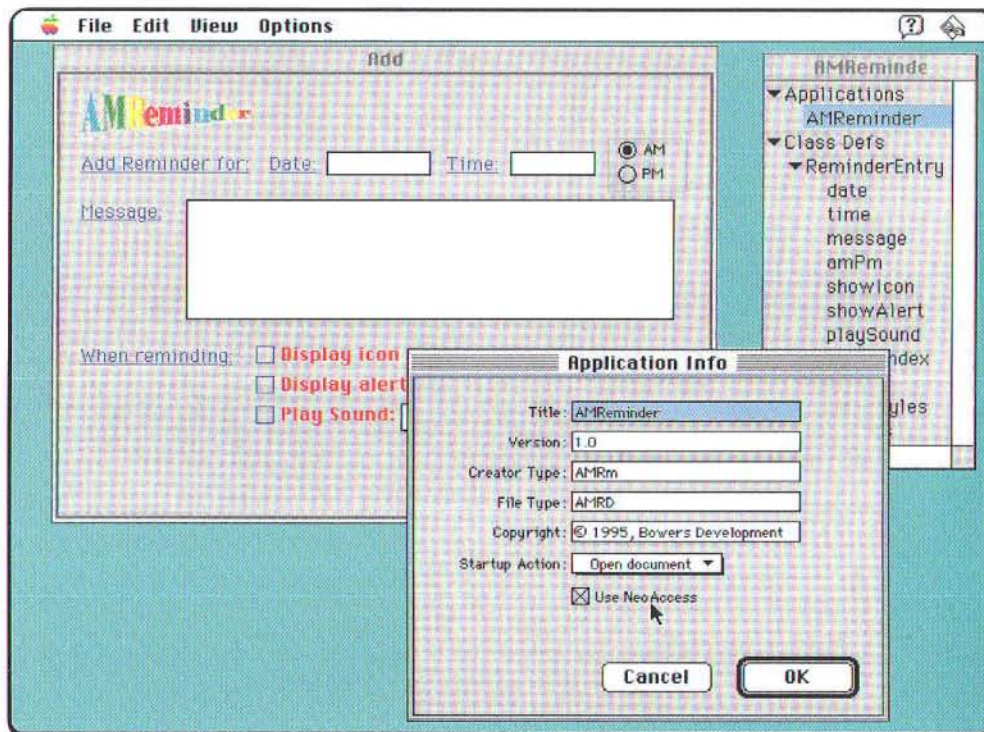 File Edit View Options
Add
AMReminder
Add Reminder for: Date: Time:
AM
PM
Message:
When reminding:
Display icon
Display alert
Play Sound:
AMReminde
Applications
AMReminder
Class Defs
ReminderEntry
date
time
message
amPm
showIcon
showAlert
playSound
Application Info
Title: AMReminder
Version: 1.0
Creator Type: AMRm
File Type: AMRD
Copyright: © 1995, Bowers Development
Startup Action: Open document
Use NeoAccess
Cancel OK